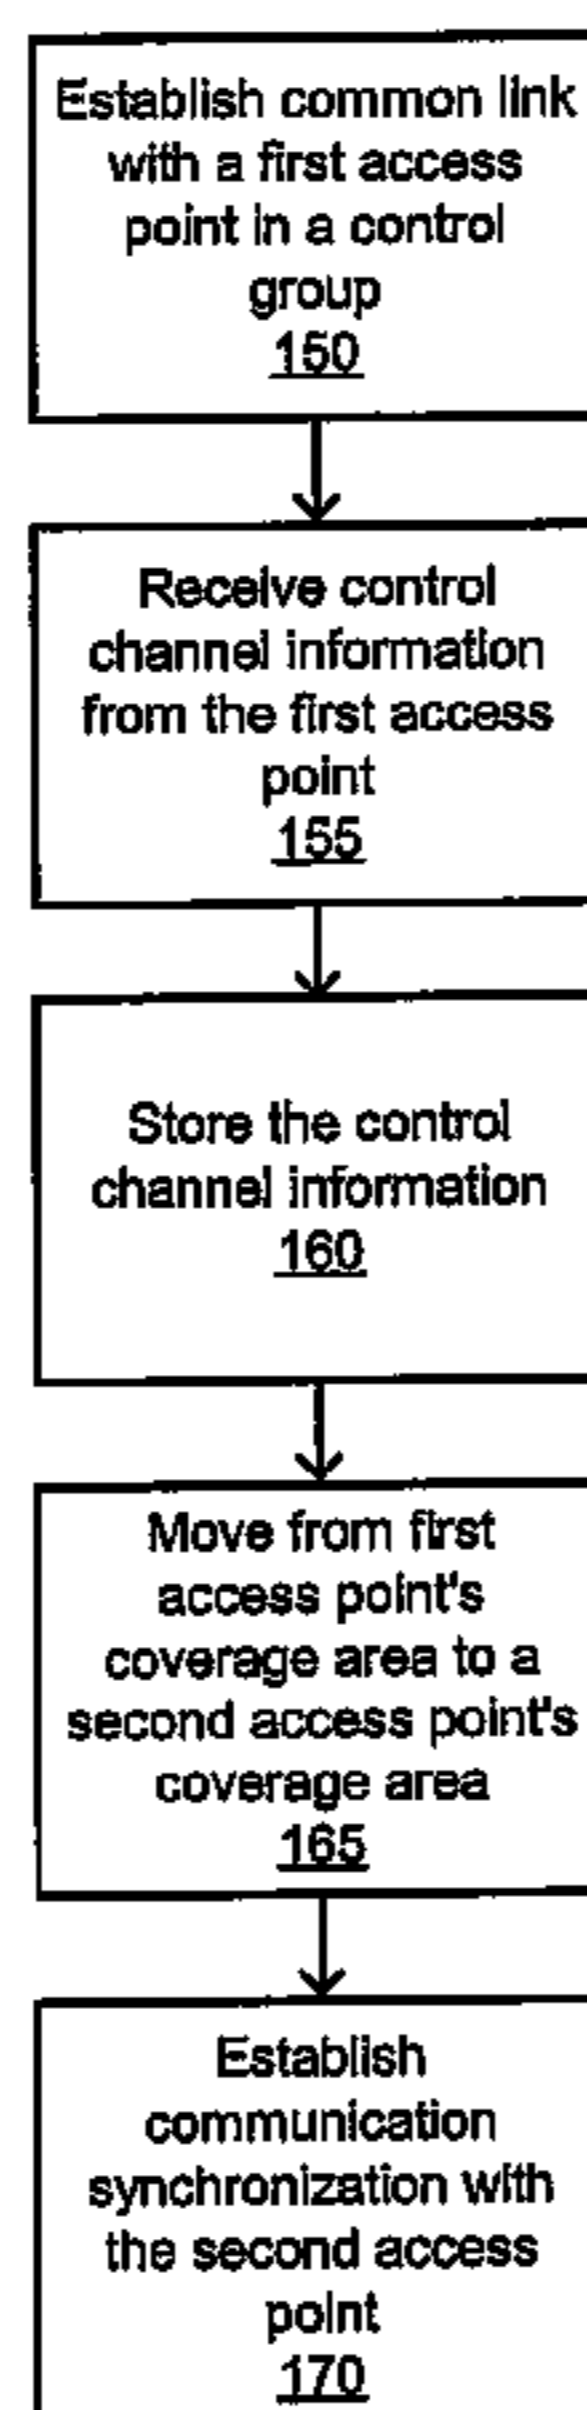 Establish common link
with a first access
point in a control
group
150
Receive control
channel information
from the first access
point
155
Store the control
channel information
160
Move from first
access point's
coverage area to a
second access point's
coverage area
165
Establish
communication
synchronization with
the second access
point
170